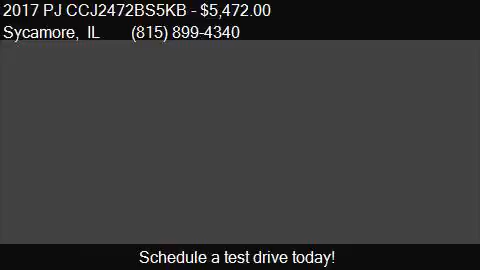 2017 PJ CCJ2472BS5KB - $5,472.00
Sycamore,  IL       (815) 899-4340
Schedule a test drive today!